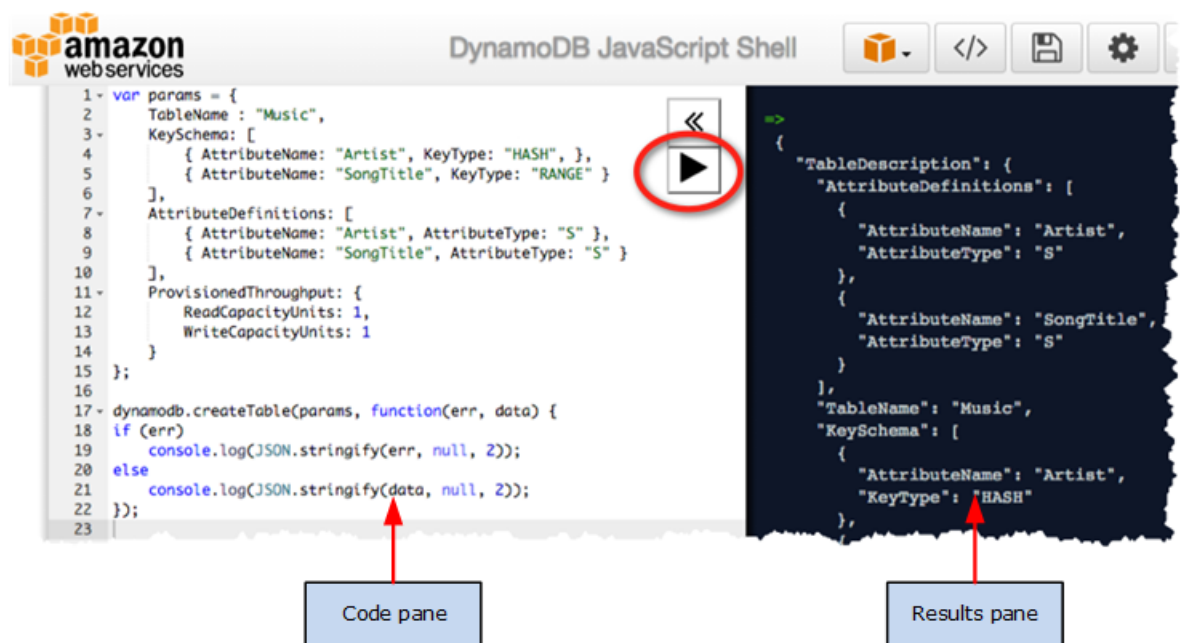 amazon
webservices
DynamoDB JavaScript Shell
</>
1 var params = {
2 TableName : "Music",
3 KeySchema: [
4 { AttributeName: "Artist", KeyType: "HASH", },
5 { AttributeName: "SongTitle", KeyType: "RANGE" }
6 ],
7 AttributeDefinitions: [
8 { AttributeName: "Artist", AttributeType: "S" },
9 { AttributeName: "SongTitle", AttributeType: "S" }
10 ],
11 ProvisionedThroughput: {
12 ReadCapacityUnits: 1,
13 WriteCapacityUnits: 1
14 }
15 };
16
17 dynamodb.createTable(params, function(err, data) {
18 if (err)
19 console.log(JSON.stringify(err, null, 2));
20 else
21 console.log(JSON.stringify(data, null, 2));
22 });
23
=>
{
"TableDescription": {
"AttributeDefinitions": [
{
"AttributeName": "Artist",
"AttributeType": "S"
},
{
"AttributeName": "SongTitle",
"AttributeType": "S"
}
],
"TableName": "Music",
"KeySchema": [
{
"AttributeName": "Artist",
"KeyType": "HASH"
},
{
Code pane
Results pane